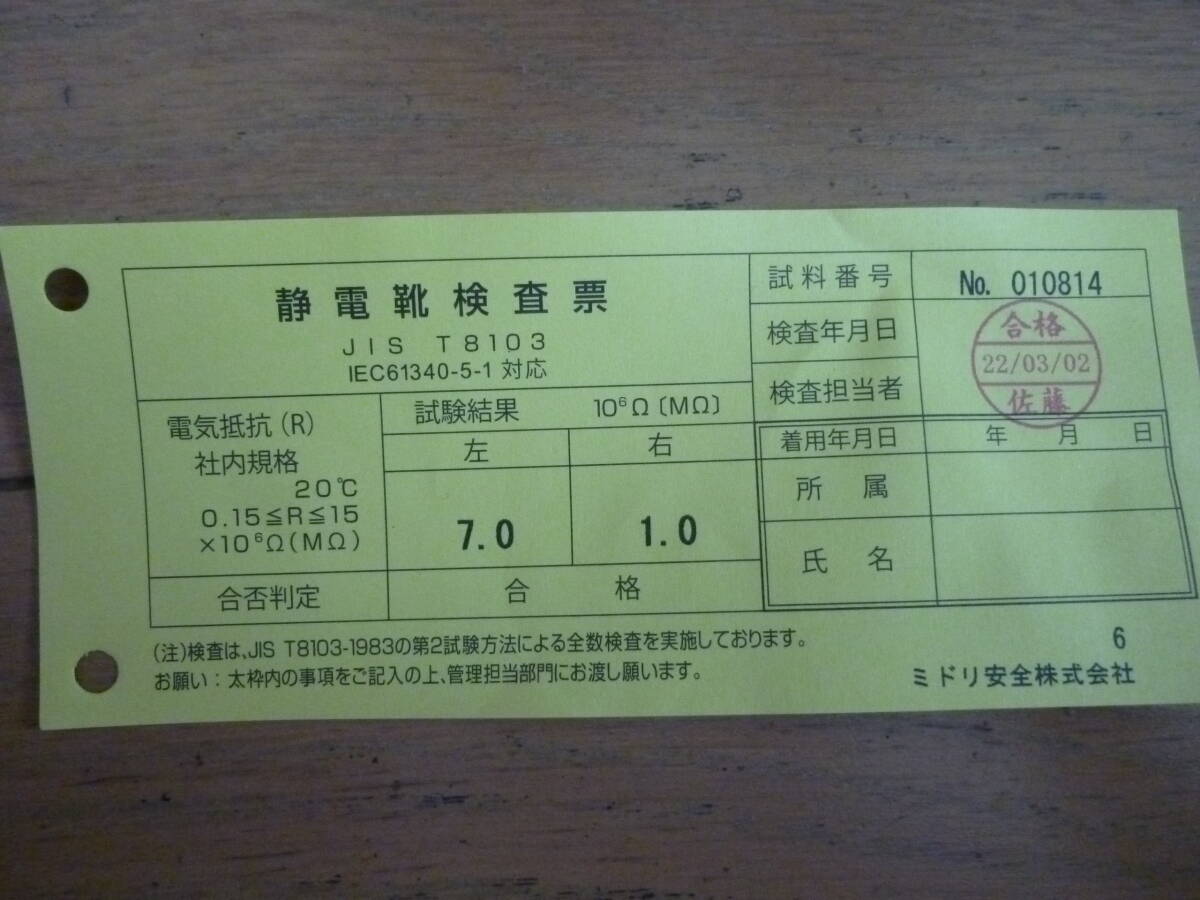 静電靴検査票
JIS T8103
IEC61340-5-1 対応
試料番号 No. 010814
検査年月日
検査担当者
合格
22/03/02
佐藤
電気抵抗(R)
社内規格
20℃
0.15≦R≦15
×10⁶Ω(MΩ)
試験結果 10⁶Ω〔MΩ〕
左 右
7.0 1.0
合否判定 合格
着用年月日 年 月 日
所属
氏名
(注)検査は、JIS T8103-1983の第2試験方法による全数検査を実施しております。
お願い:太枠内の事項をご記入の上、管理担当部門にお渡し願います。
6
ミドリ安全株式会社